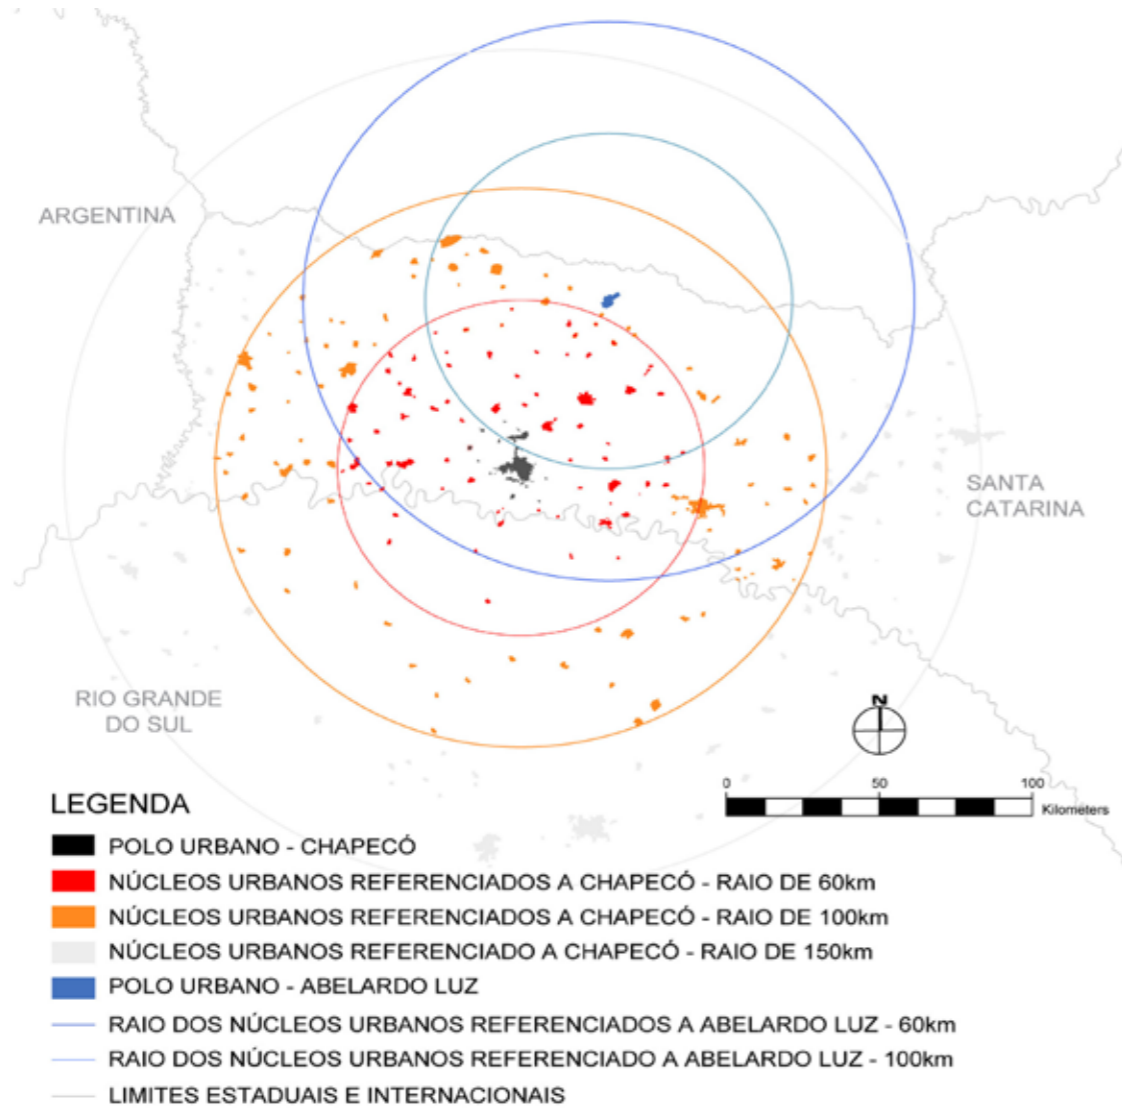 ARGENTINA
SANTA
CATARINA
RIO GRANDE
DO SUL
N
0 50 100
Kilometers
LEGENDA
POLO URBANO - CHAPECÓ
NÚCLEOS URBANOS REFERENCIADOS A CHAPECÓ - RAIO DE 60km
NÚCLEOS URBANOS REFERENCIADOS A CHAPECÓ - RAIO DE 100km
NÚCLEOS URBANOS REFERENCIADO A CHAPECÓ - RAIO DE 150km
POLO URBANO - ABELARDO LUZ
RAIO DOS NÚCLEOS URBANOS REFERENCIADOS A ABELARDO LUZ - 60km
RAIO DOS NÚCLEOS URBANOS REFERENCIADO A ABELARDO LUZ - 100km
LIMITES ESTADUAIS E INTERNACIONAIS